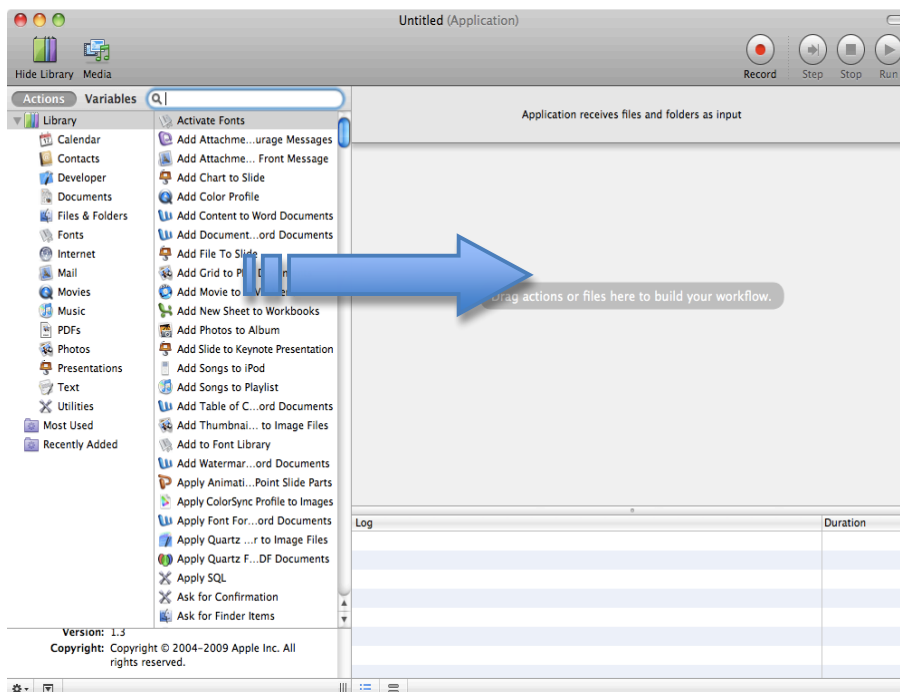 Untitled (Application)
Hide Library Media
Record Step Stop Run
Actions Variables
Application receives files and folders as input
Library
Calendar
Contacts
Developer
Documents
Files & Folders
Fonts
Internet
Mail
Movies
Music
PDFs
Photos
Presentations
Text
Utilities
Most Used
Recently Added
Activate Fonts
Add Attachme...urage Messages
Add Attachme... Front Message
Add Chart to Slide
Add Color Profile
Add Content to Word Documents
Add Document...ord Documents
Add File To Slide
Add Grid to
Add Movie to
Add New Sheet to Workbooks
Add Photos to Album
Add Slide to Keynote Presentation
Add Songs to iPod
Add Songs to Playlist
Add Table of C...ord Documents
Add Thumbnai... to Image Files
Add to Font Library
Add Watermar...ord Documents
Apply Animati...Point Slide Parts
Apply ColorSync Profile to Images
Apply Font For...ord Documents
Apply Quartz ...r to Image Files
Apply Quartz F...DF Documents
Apply SQL
Ask for Confirmation
Ask for Finder Items
Drag actions or files here to build your workflow.
Log Duration
Version: 1.3
Copyright: Copyright © 2004-2009 Apple Inc. All
rights reserved.